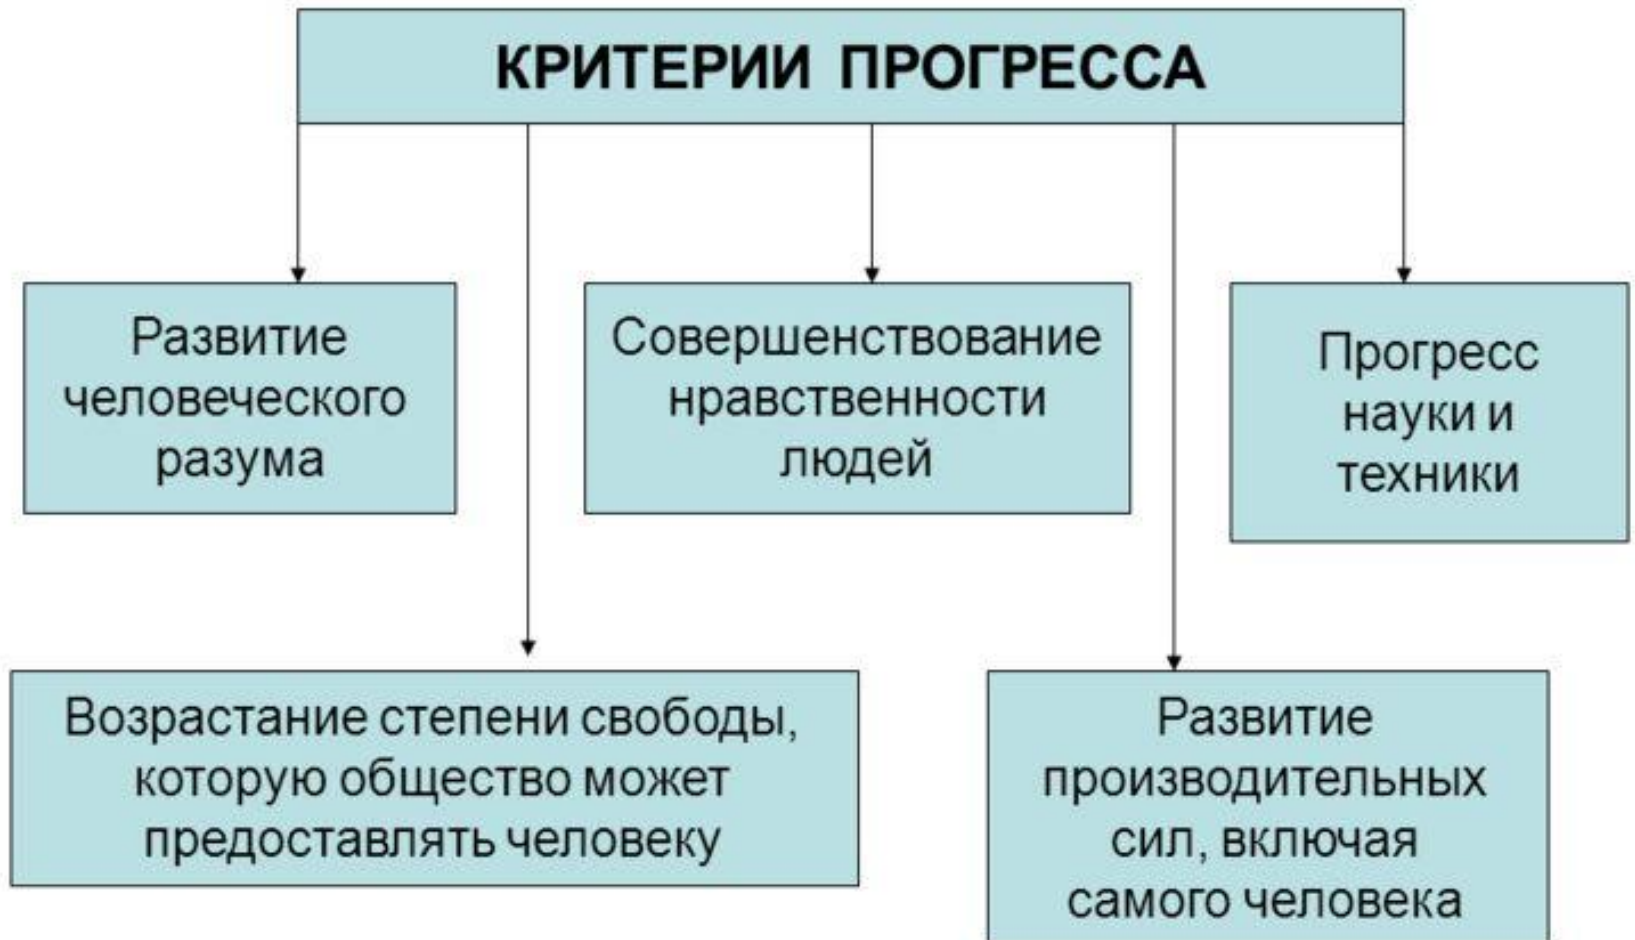 КРИТЕРИИ ПРОГРЕССА
Развитие
человеческого
разума
Совершенствование
нравственности
людей
Прогресс
науки и
техники
Возрастание степени свободы,
которую общество может
предоставлять человеку
Развитие
производительных
сил, включая
самого человека